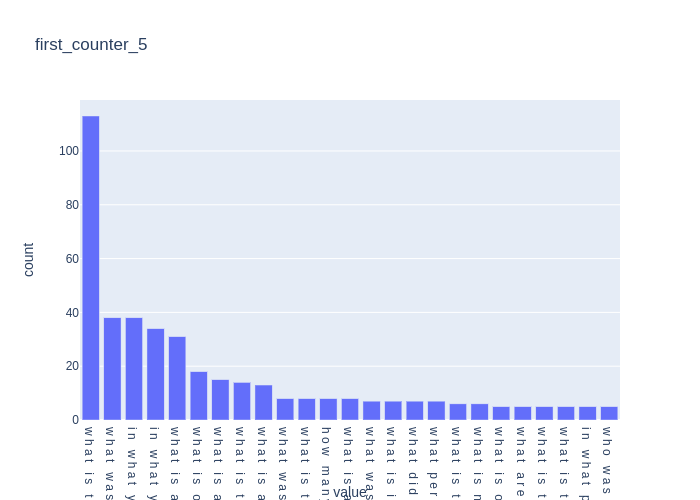 first_counter_5
count
100
80
60
40
20
0
what is t
what was
in what y
in what y
what is a
what is o
what is a
what is t
what is a
what was
what is t
how many
what is a
what was
what is i
what did
what per
what is t
what is n
what is o
what are
what is t
what is t
in what p
who was
value